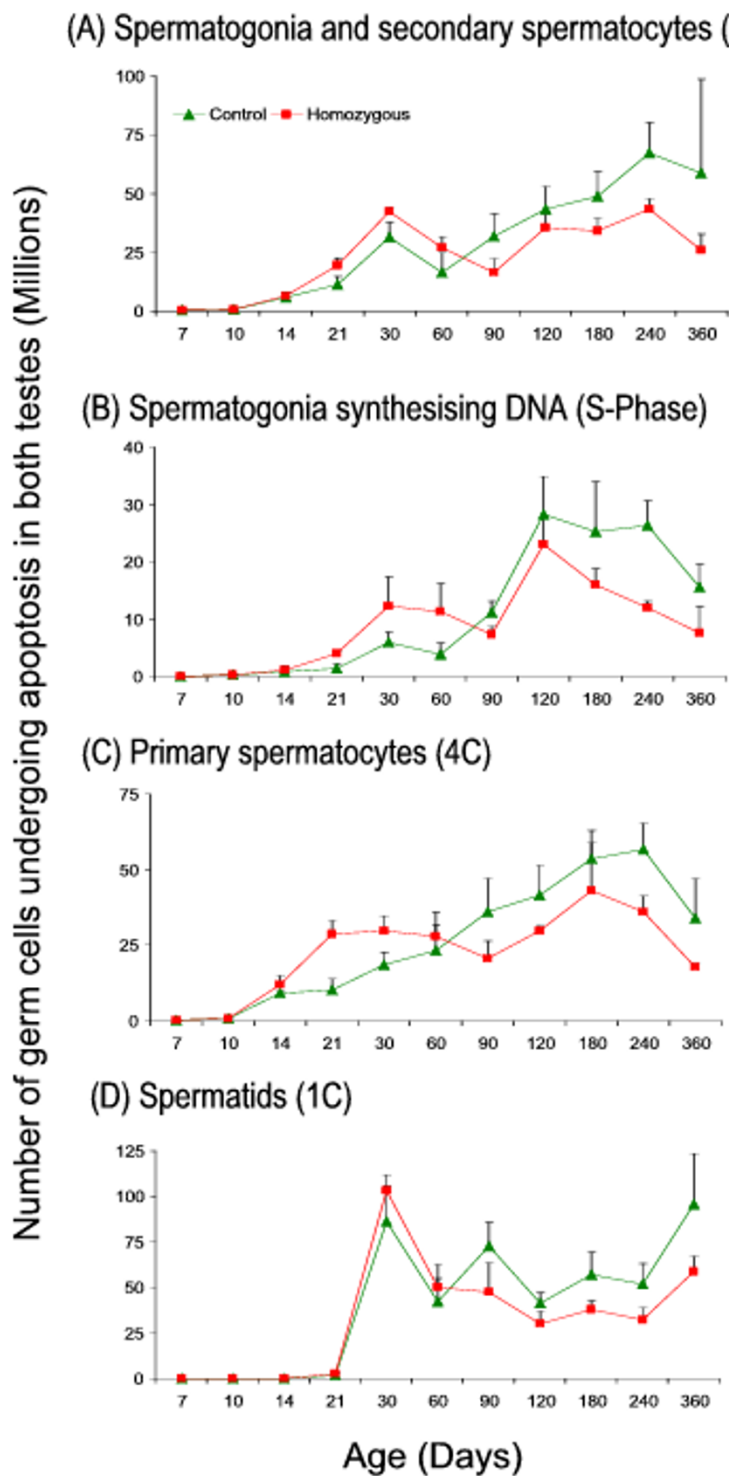 (A) Spermatogonia and secondary spermatocytes (
100
75
50
25
0
Control
Homozygous
7 10 14 21 30 60 90 120 180 240 360
(B) Spermatogonia synthesising DNA (S-Phase)
40
30
20
10
0
7 10 14 21 30 60 90 120 180 240 360
(C) Primary spermatocytes (4C)
75
50
25
0
7 10 14 21 30 60 90 120 180 240 360
(D) Spermatids (1C)
125
100
75
50
25
0
7 10 14 21 30 60 90 120 180 240 360
Number of germ cells undergoing apoptosis in both testes (Millions)
Age (Days)